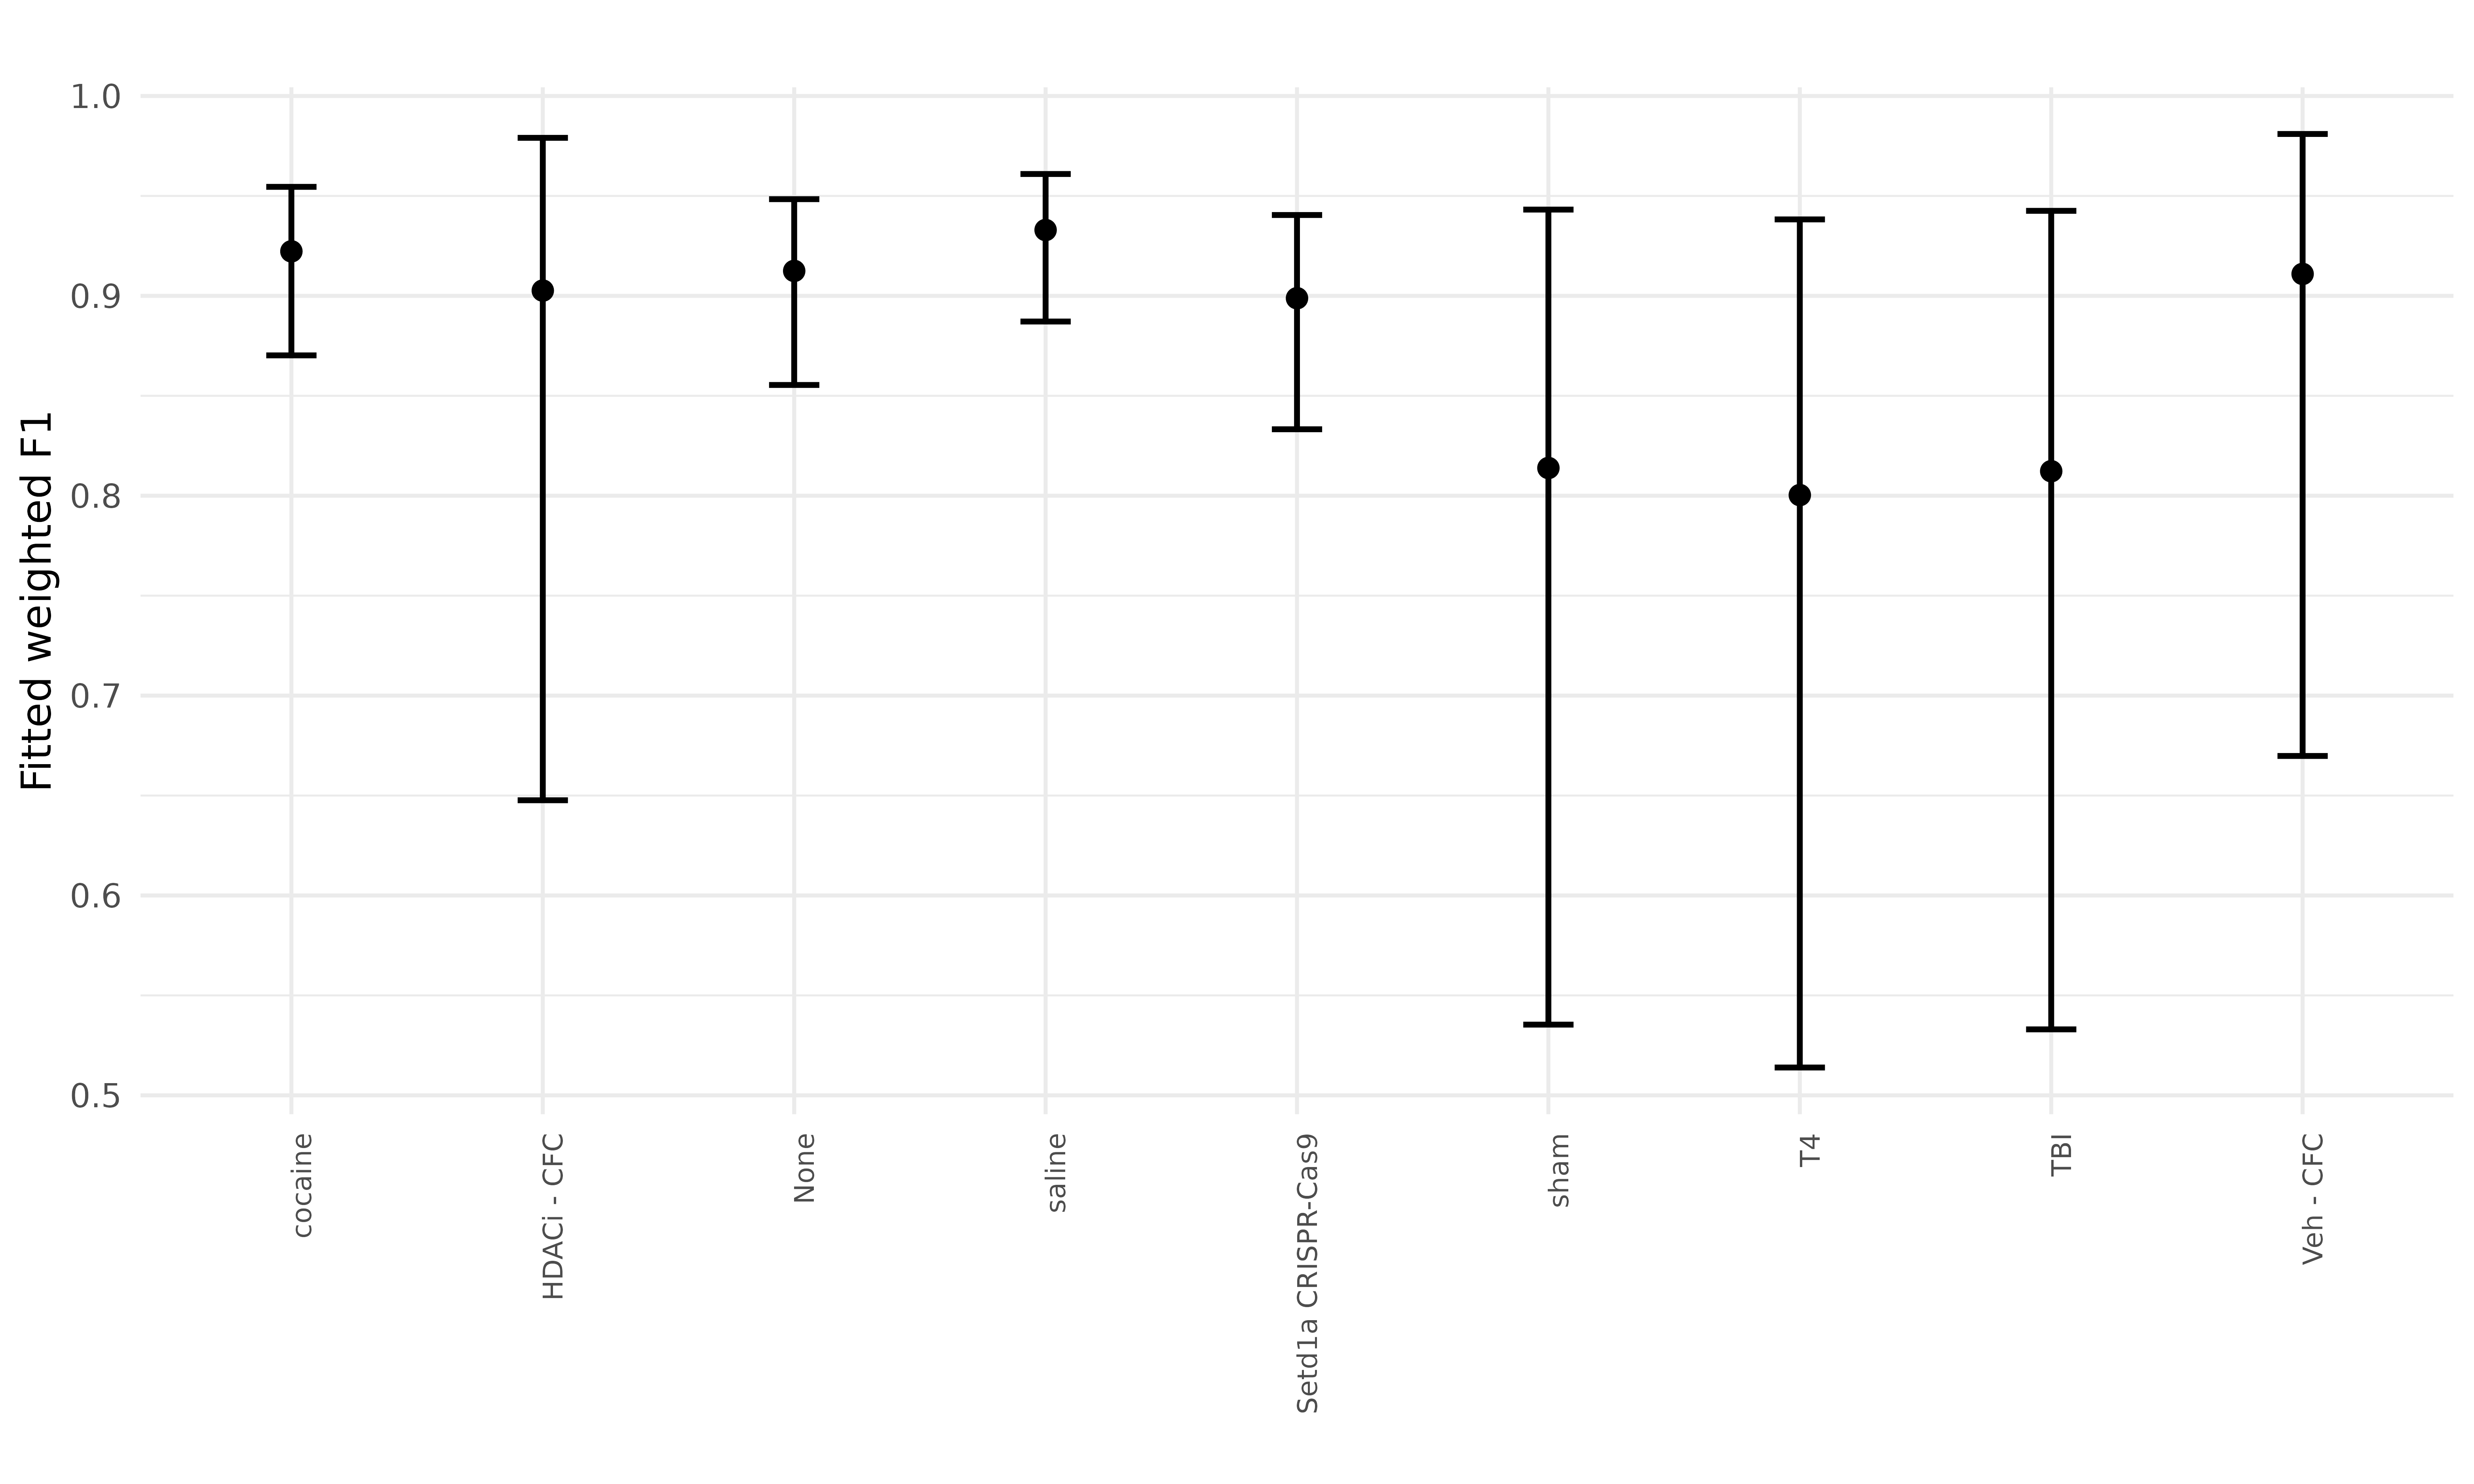 Fitted weighted F1
1.0
0.9
0.8
0.7
0.6
0.5
cocaine
HDACi - CFC
None
saline
Setd1a CRISPR-Cas9
sham
T4
TBI
Veh - CFC